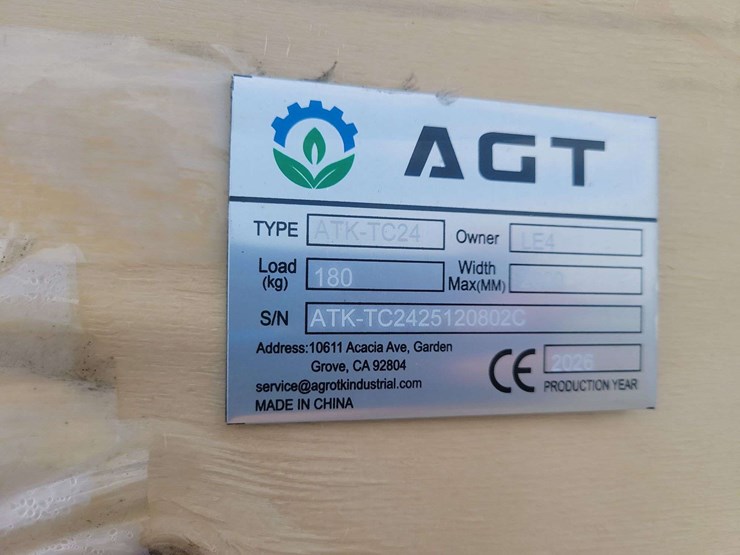 AGT
TYPE ATK-TC24 Owner LE4
Load (kg) 180 Width Max(MM)
S/N ATK-TC2425120802C
Address:10611 Acacia Ave, Garden
Grove, CA 92804
service@agrotkindustrial.com
MADE IN CHINA
CE 2026
PRODUCTION YEAR